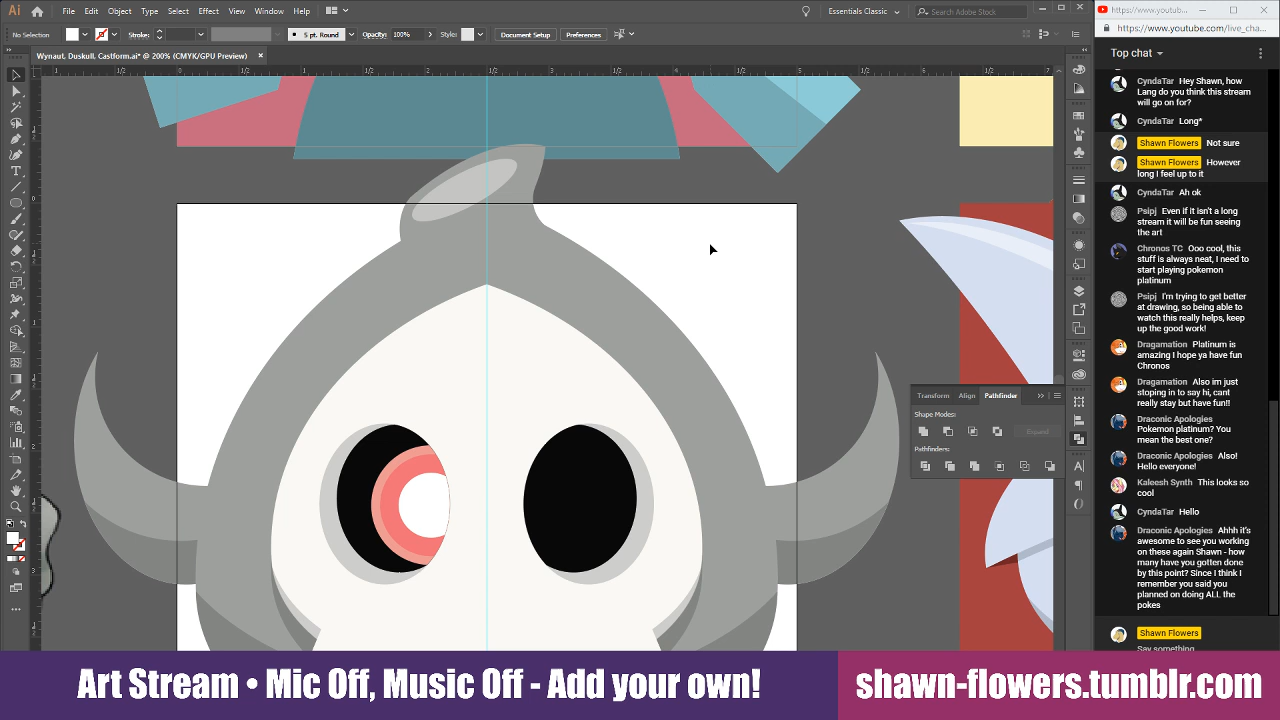 Ai
File Edit Object Type Select Effect View Window Help
Essentials Classic
Search Adobe Stock
No Selection
Stroke:
5 pt. Round
Opacity: 100%
Style:
Document Setup
Preferences
Wynaut, Duskull, Castform.ai* @ 200% (CMYK/GPU Preview)
Transform Align Pathfinder
Shape Modes:
Expand
Pathfinders:
https://www.youtub...
https://www.youtube.com/live_cha...
Top chat
CyndaTar Hey Shawn, how
Lang do you think this stream
will go on for?
CyndaTar Long*
Shawn Flowers Not sure
Shawn Flowers However
long I feel up to it
CyndaTar Ah ok
Psipj Even if it isn't a long
stream it will be fun seeing
the art
Chronos TC Ooo cool, this
stuff is always neat, I need to
start playing pokemon
platinum
Psipj I'm trying to get better
at drawing, so being able to
watch this really helps, keep
up the good work!
Dragamation Platinum is
amazing I hope ya have fun
Chronos
Dragamation Also im just
stoping in to say hi, cant
really stay but have fun!!
Draconic Apologies
Pokemon platinum? You
mean the best one?
Draconic Apologies Also!
Hello everyone!
Kaleesh Synth This looks so
cool
CyndaTar Hello
Draconic Apologies Ahhh it's
awesome to see you working
on these again Shawn - how
many have you gotten done
by this point? Since I think I
remember you said you
planned on doing ALL the
pokes
Shawn Flowers
Say something...
Art Stream • Mic Off, Music Off - Add your own!
shawn-flowers.tumblr.com